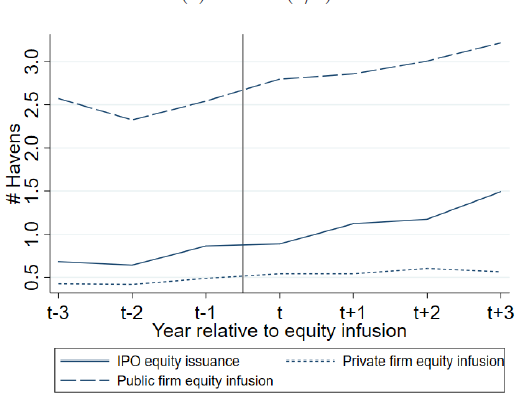 3.0
2.5
2.0
1.5
1.0
0.5
# Havens
t-3 t-2 t-1 t t+1 t+2 t+3
Year relative to equity infusion
IPO equity issuance Private firm equity infusion
Public firm equity infusion